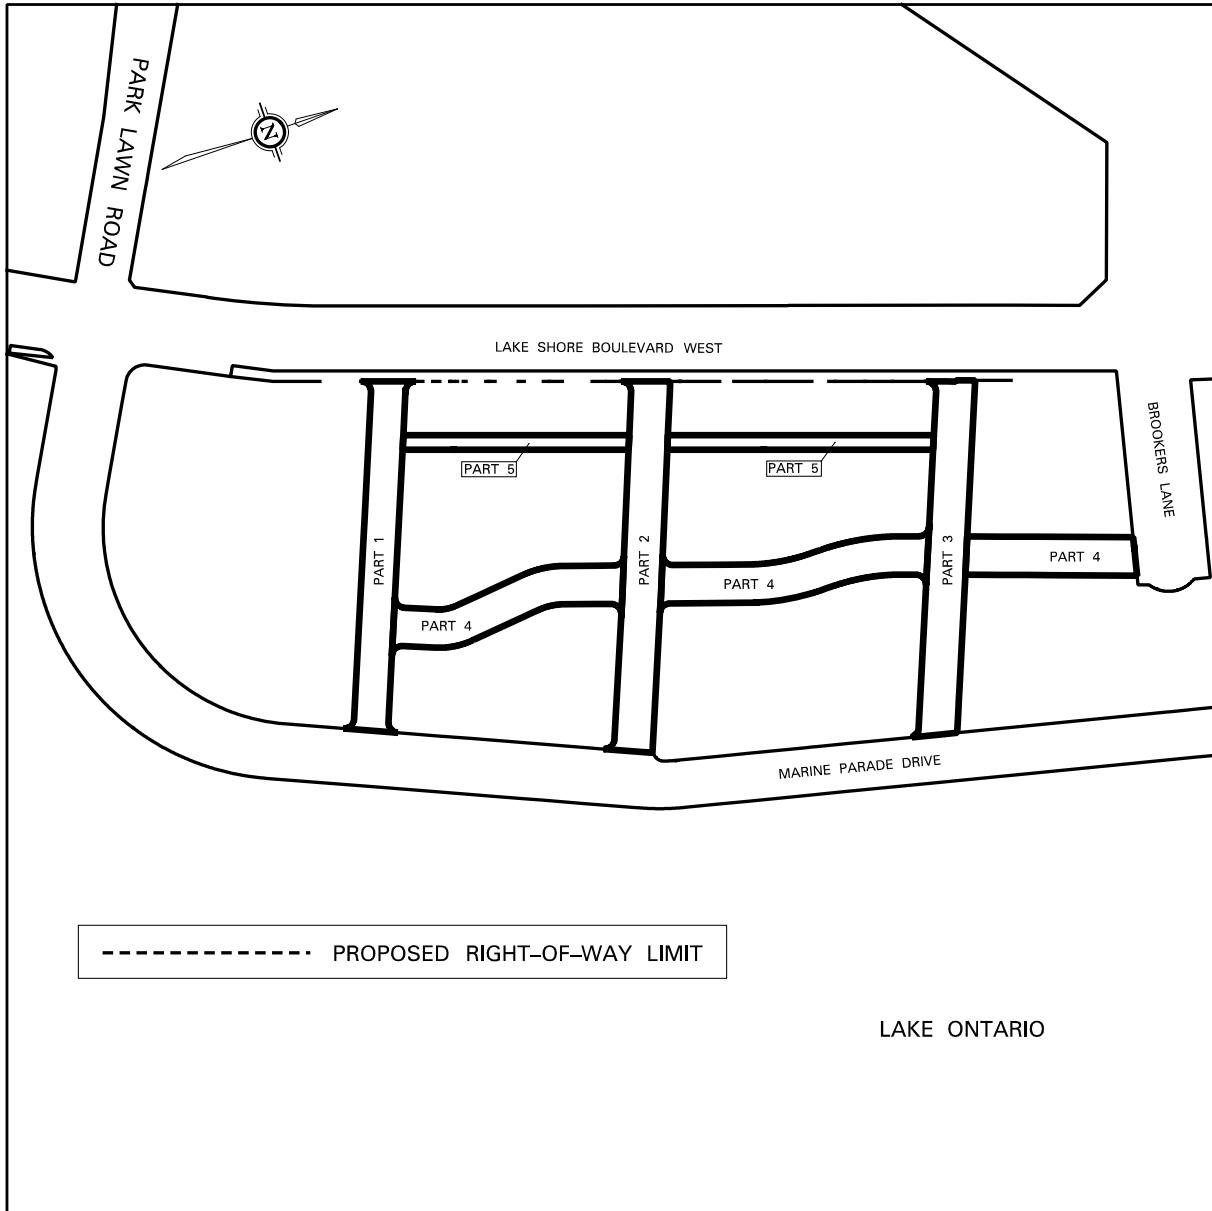 PARK LAWN ROAD
N
LAKE SHORE BOULEVARD WEST
BROOKERS LANE
PART 5
PART 5
PART 1
PART 2
PART 3
PART 4
PART 4
PART 4
MARINE PARADE DRIVE
PROPOSED RIGHT-OF-WAY LIMIT
LAKE ONTARIO